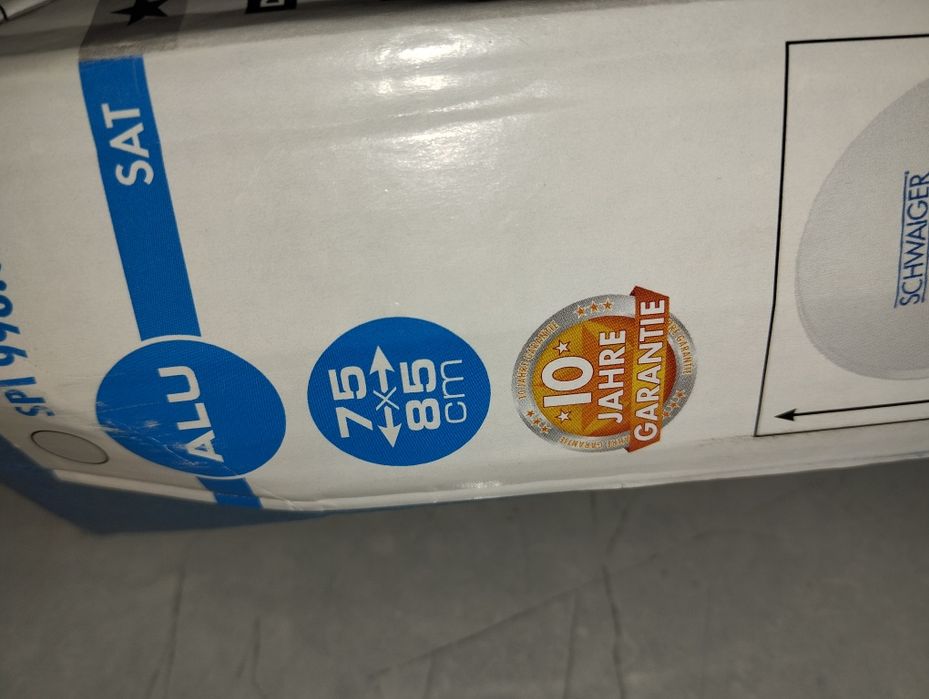 SAT
ALU
75
x
85
cm
10
JAHRE
GARANTIE
SCHWAIGER